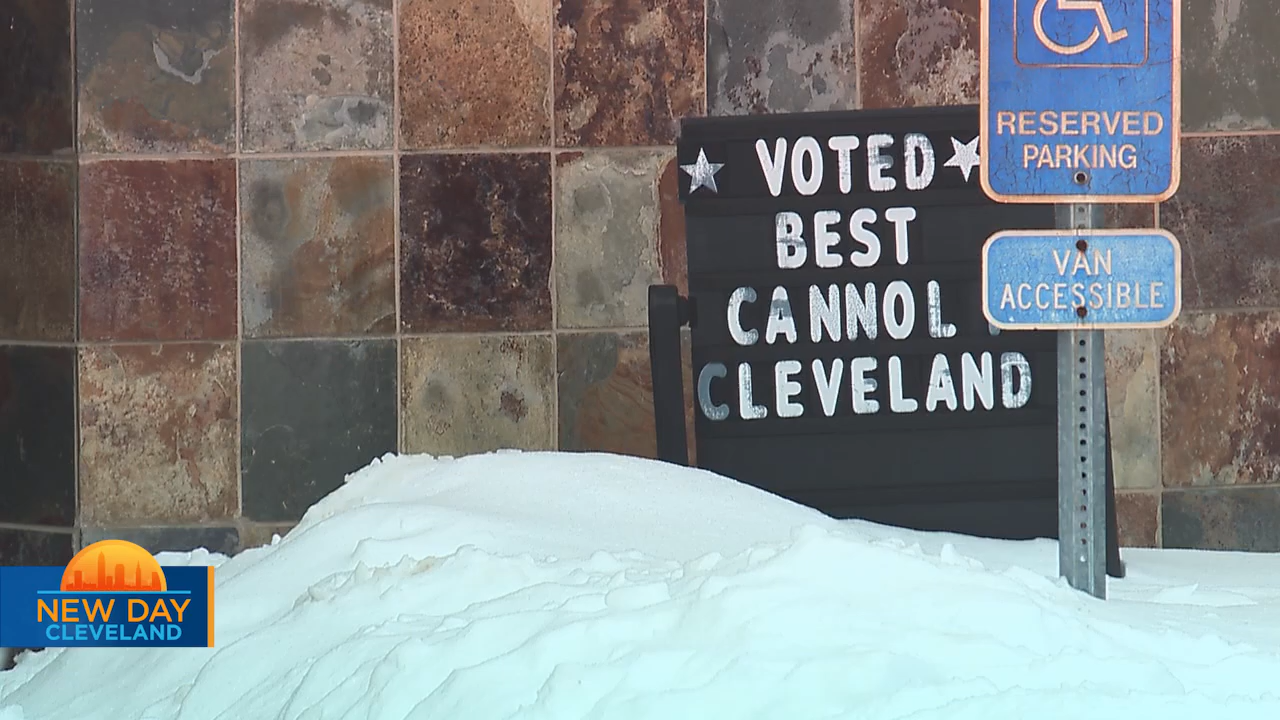 VOTED
BEST
CANNOL
CLEVELAND
RESERVED
PARKING
VAN
ACCESSIBLE
NEW DAY
CLEVELAND